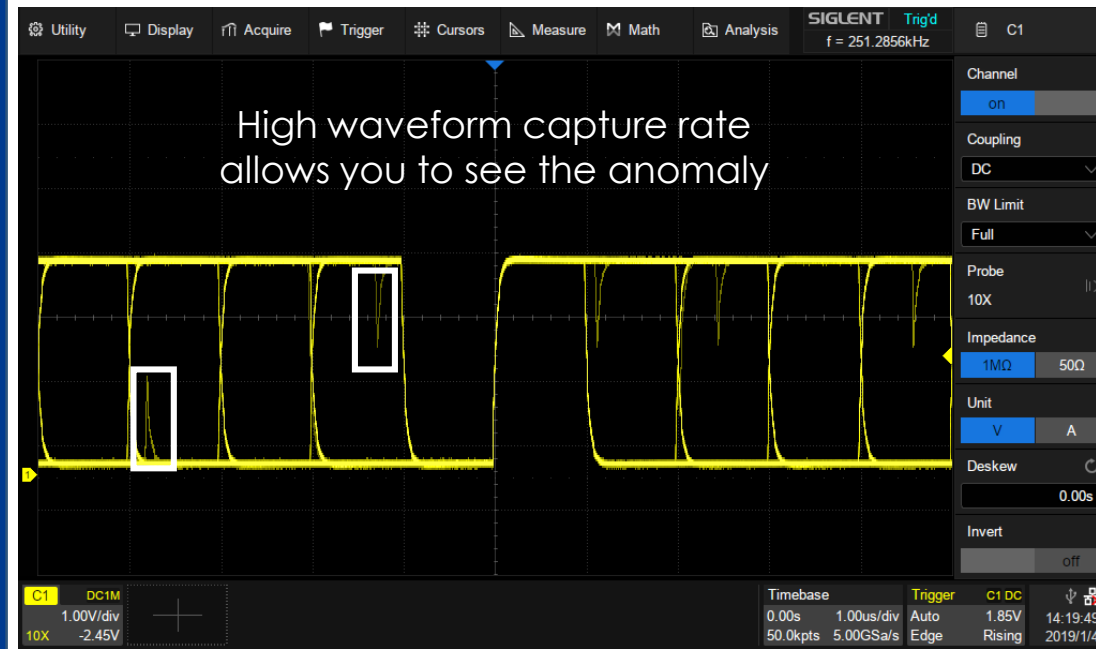 Utility Display Acquire Trigger Cursors Measure Math Analysis SIGLENT Trig'd C1
f = 251.2856kHz
High waveform capture rate
allows you to see the anomaly
Channel
on
Coupling
DC
BW Limit
Full
Probe
10X
Impedance
1MΩ 50Ω
Unit
V A
Deskew
0.00s
Invert
off
1
C1 DC1M
1.00V/div
10X -2.45V
Timebase Trigger C1 DC
0.00s 1.00us/div Auto 1.85V 14:19:49
50.0kpts 5.00GSa/s Edge Rising 2019/1/4